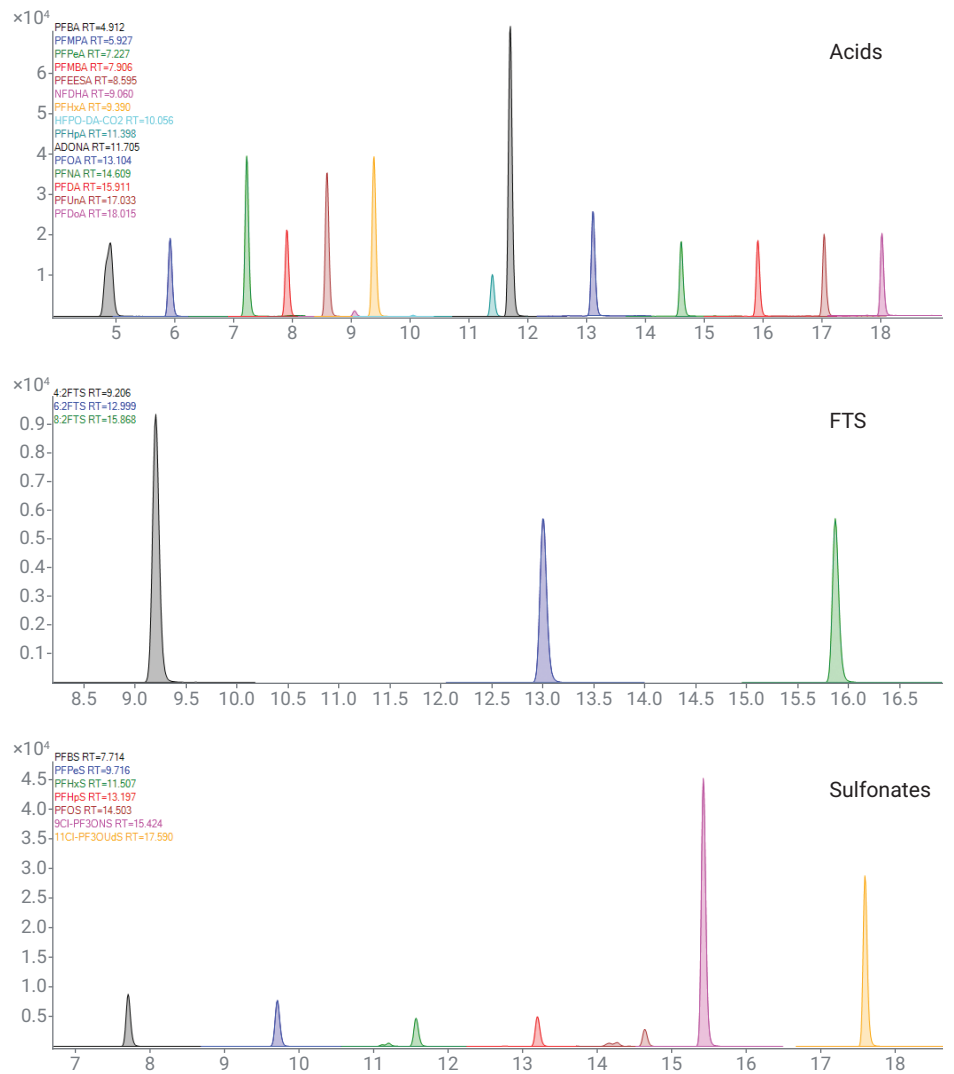 ×10⁴
PFBA RT=4.912
PFMPA RT=5.927
PFPeA RT=7.227
PFMBA RT=7.906
PFEESA RT=8.595
NFDHA RT=9.060
PFHxA RT=9.390
HFPO-DA-CO2 RT=10.056
PFHpA RT=11.398
ADONA RT=11.705
PFOA RT=13.104
PFNA RT=14.609
PFDA RT=15.911
PFUnA RT=17.033
PFDoA RT=18.015
Acids
6
5
4
3
2
1
5 6 7 8 9 10 11 12 13 14 15 16 17 18
×10⁴
4:2FTS RT=9.206
6:2FTS RT=12.999
8:2FTS RT=15.868
FTS
0.9
0.8
0.7
0.6
0.5
0.4
0.3
0.2
0.1
8.5 9.0 9.5 10.0 10.5 11.0 11.5 12.0 12.5 13.0 13.5 14.0 14.5 15.0 15.5 16.0 16.5
×10⁴
PFBS RT=7.714
PFPeS RT=9.716
PFHxS RT=11.507
PFHpS RT=13.197
PFOS RT=14.503
9Cl-PF3ONS RT=15.424
11Cl-PF3OUdS RT=17.590
Sulfonates
4.5
4.0
3.5
3.0
2.5
2.0
1.5
1.0
0.5
7 8 9 10 11 12 13 14 15 16 17 18